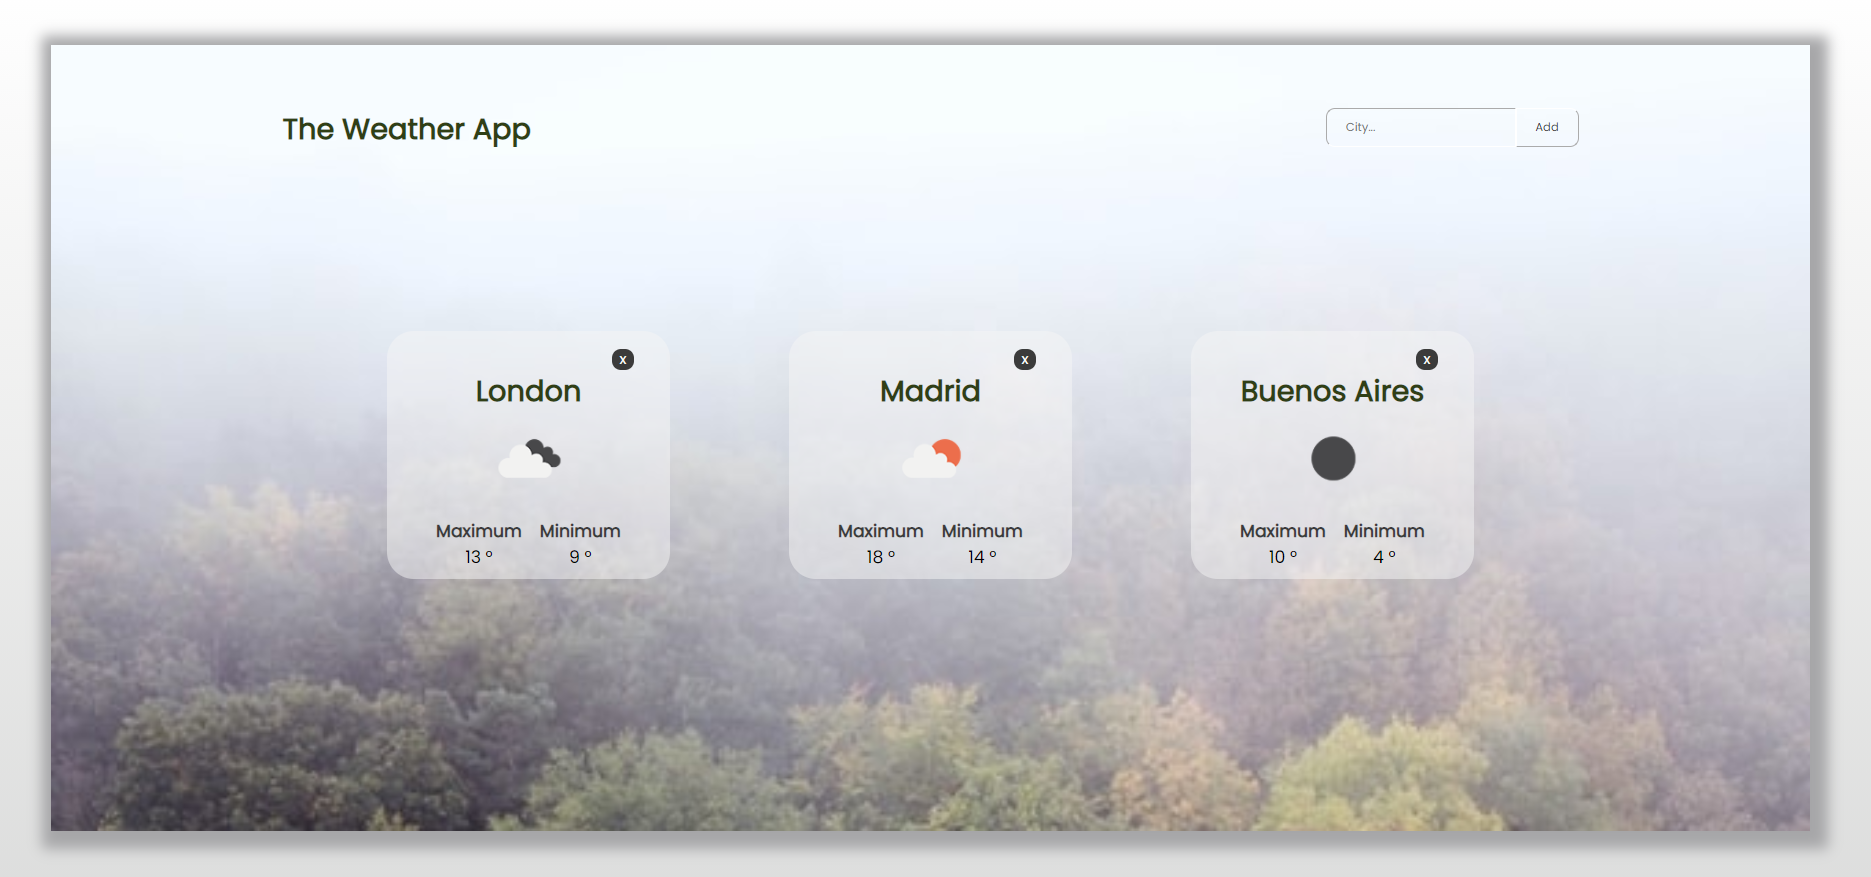 The Weather App
City...
Add
x
London
Maximum Minimum
13 º 9 º
x
Madrid
Maximum Minimum
18 º 14 º
x
Buenos Aires
Maximum Minimum
10 º 4 º